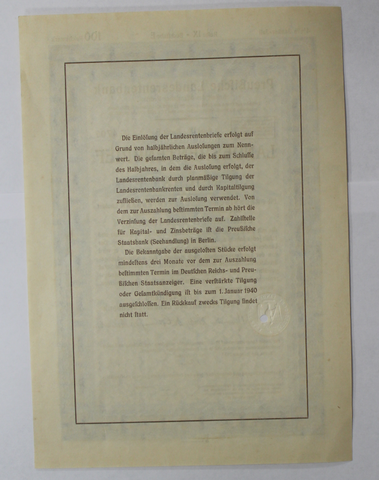 Die Einlösung der Landesrentenbriefe erfolgt auf
Grund von halbjährlichen Auslosungen zum Nenn-
wert. Die gesamten Beträge, die bis zum Schlusse
des Halbjahres, in dem die Auslosung erfolgt, der
Landesrentenbank durch planmäßige Tilgung der
Landesrentenbankrenten und durch Kapitaltilgung
zufließen, werden zur Auslosung verwendet. Von
dem zur Auszahlung bestimmten Termin ab hört die
Verzinsung der Landesrentenbriefe auf. Zahlstelle
für Kapital- und Zinsbeträge ist die Preußische
Staatsbank (Seehandlung) in Berlin.
Die Bekanntgabe der ausgelosten Stücke erfolgt
mindestens drei Monate vor dem zur Auszahlung
bestimmten Termin im Deutschen Reichs- und Preu-
ßischen Staatsanzeiger. Eine verstärkte Tilgung
oder Gesamtkündigung ist bis zum 1. Januar 1940
ausgeschlossen. Ein Rückkauf zwecks Tilgung findet
nicht statt.